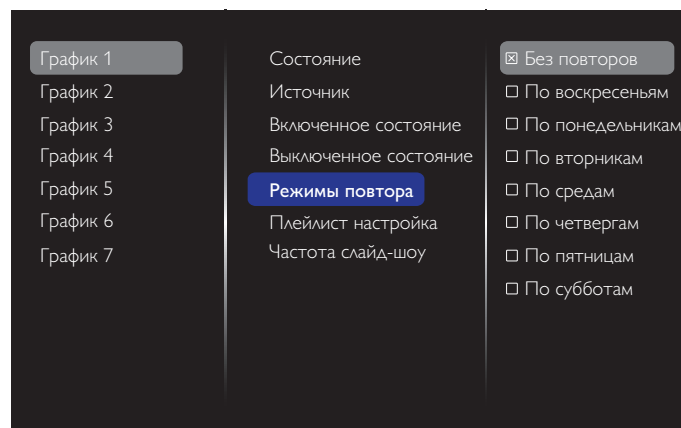 График 1
График 2
График 3
График 4
График 5
График 6
График 7
Состояние
Источник
Включенное состояние
Выключенное состояние
Режимы повтора
Плейлист настройка
Частота слайд-шоу
Без повторов
По воскресеньям
По понедельникам
По вторникам
По средам
По четвергам
По пятницам
По субботам